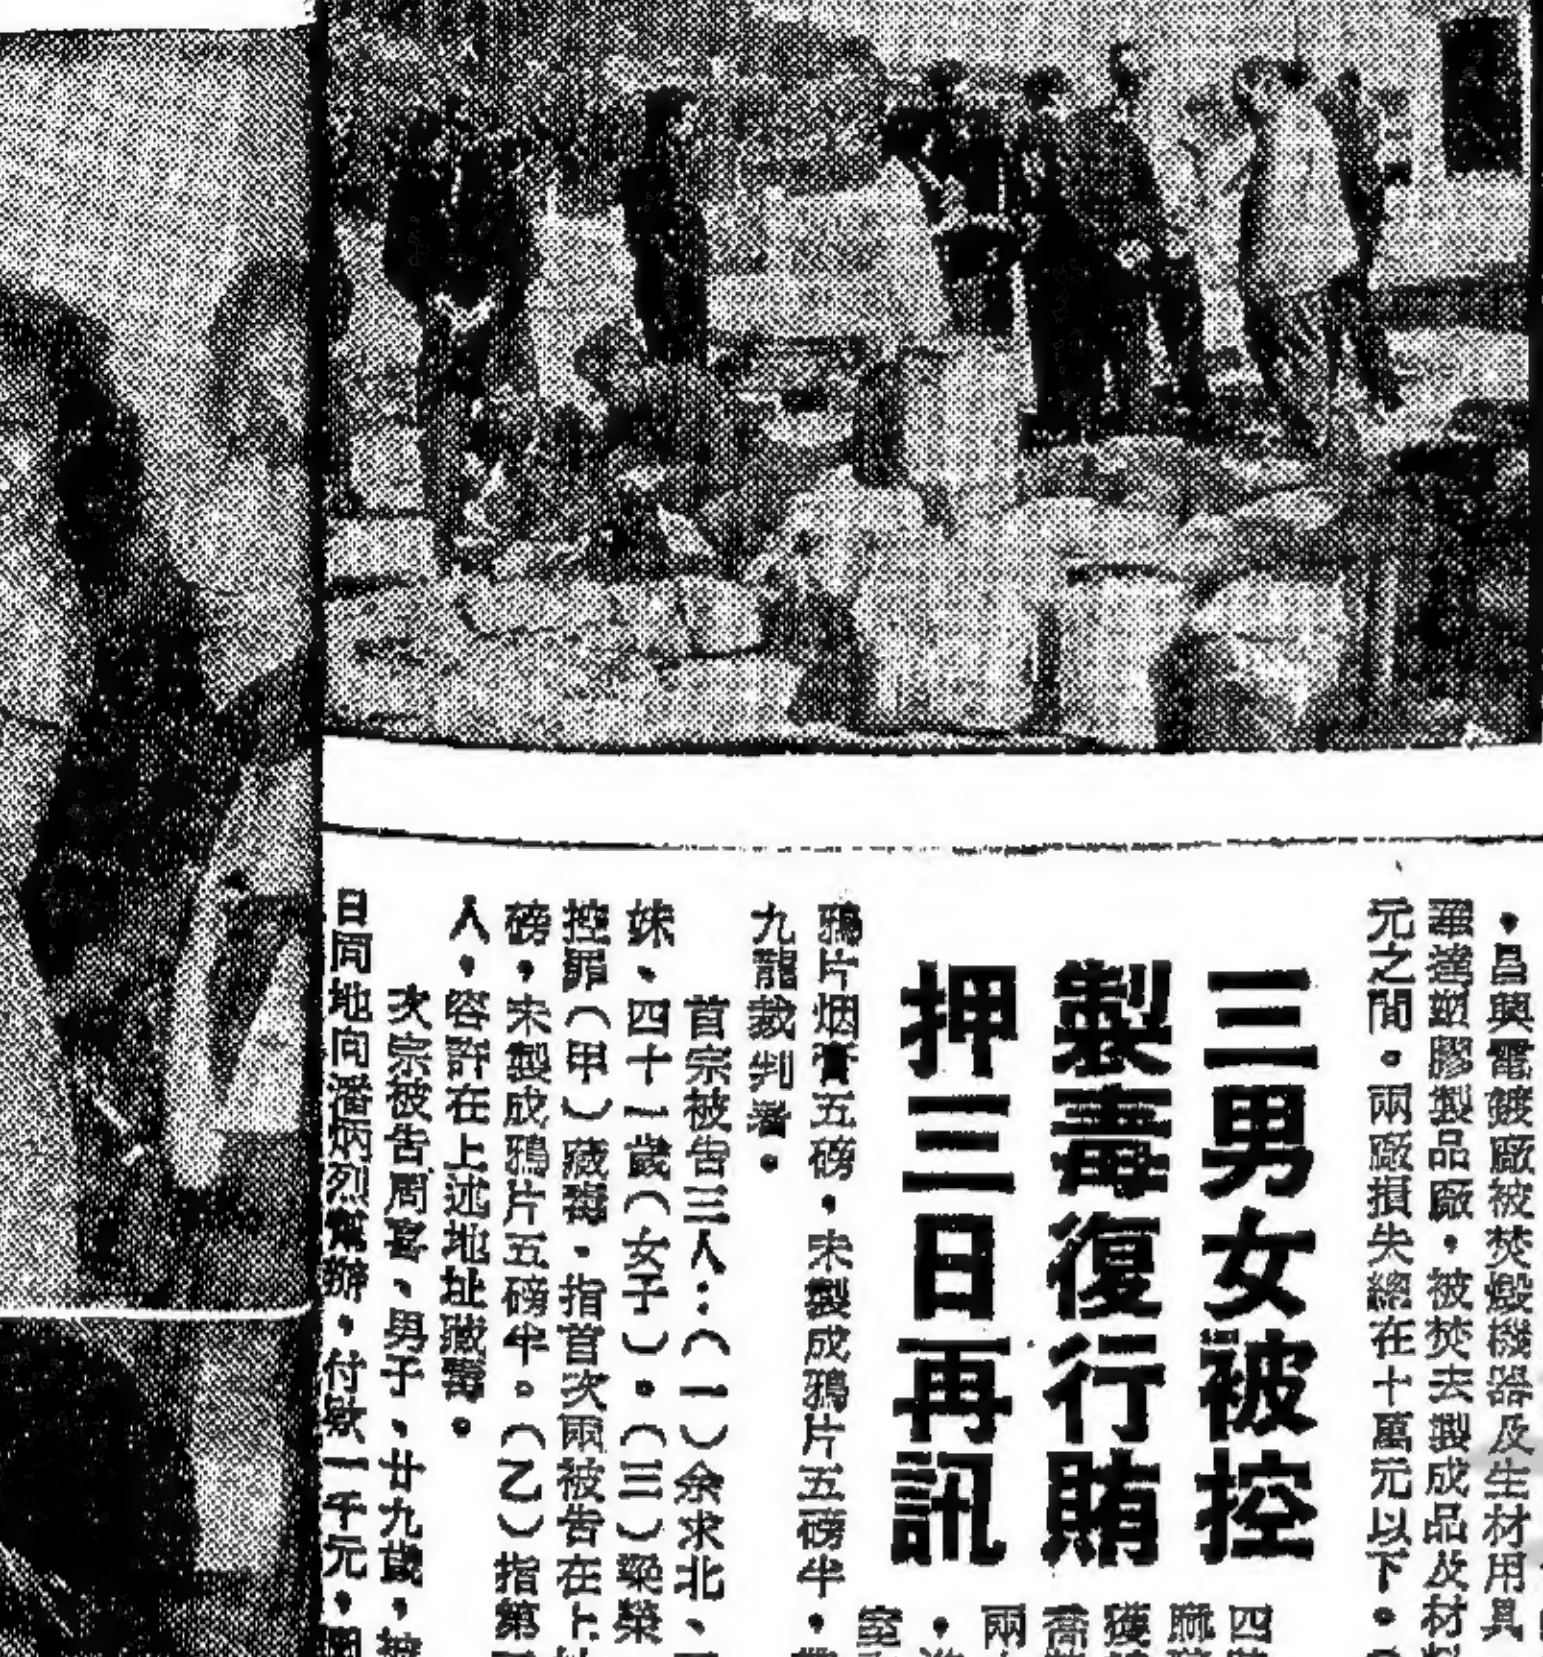 ・昌興電鍍廠被焚燬機器及生材用具
華達塑膠製品廠・被焚去製成品及材料
元之間。兩廠損失總在十萬元以下。
三男女被控
製毒復行賄
押三日再訊
四
獲
兩
室
鴉片烟膏五磅・未製成鴉片五磅半・
九龍裁判署。
首宗被告三人：（一）余求北、
妹、四十一歲（女子）。（三）梁榮
控罪（甲）藏毒・指首次兩被告在上
磅，未製成鴉片五磅半。（乙）指第
人，容許在上述地址藏毒。
次宗被告周富、男子、廿九歲，被
日同地向潘炳烈幫辦，付欵一千元，